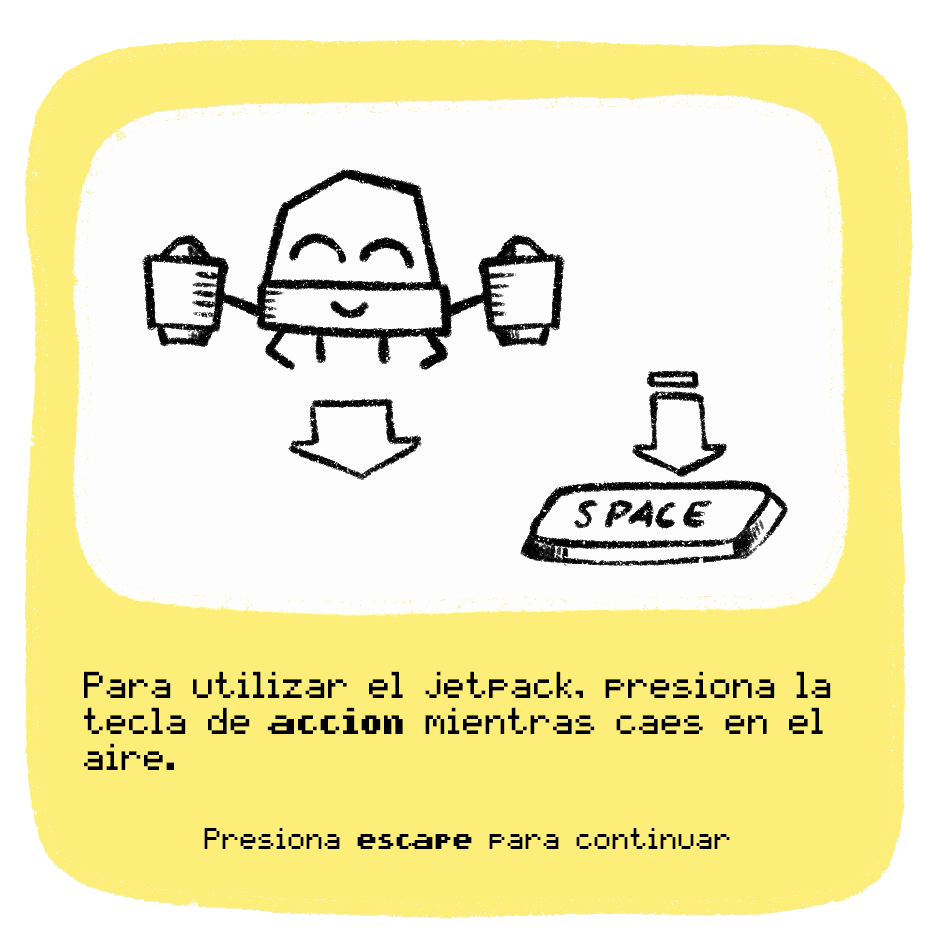 SPACE
Para utilizar el jetpack, presiona la
tecla de accion mientras caes en el
aire.
Presiona escape para continuar